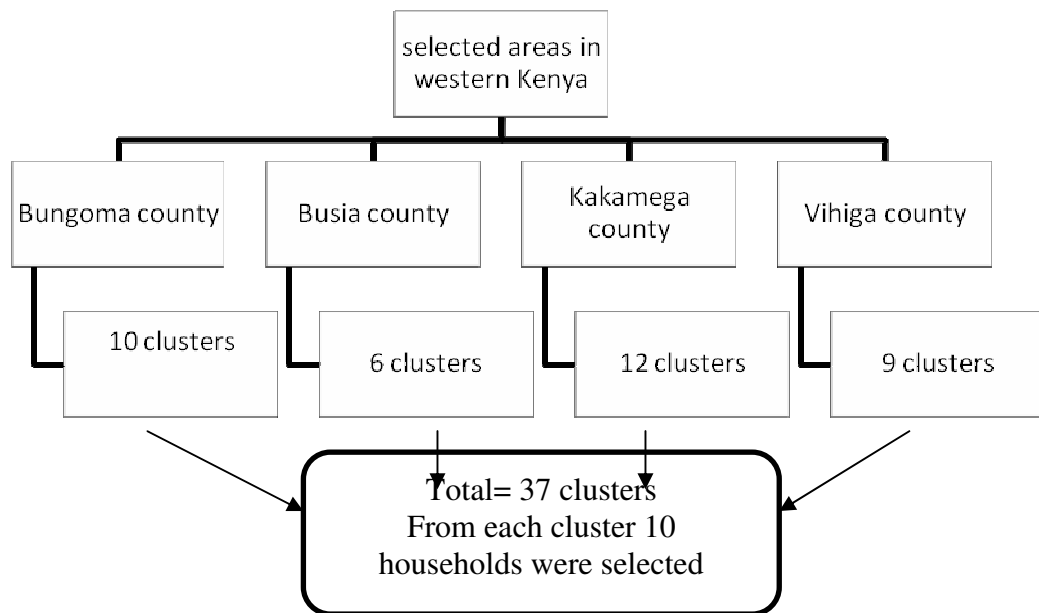 selected areas in
western Kenya
Bungoma county
Busia county
Kakamega
county
Vihiga county
10 clusters
6 clusters
12 clusters
9 clusters
Total= 37 clusters
From each cluster 10
households were selected